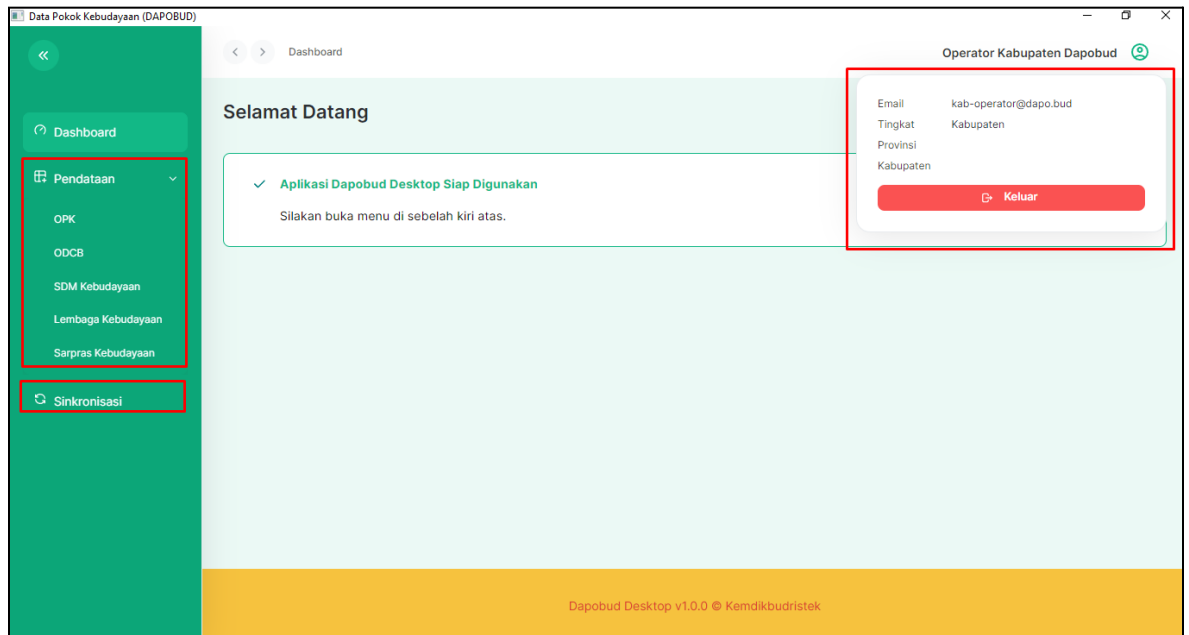 Data Pokok Kebudayaan (DAPOBUD)
Dashboard
Operator Kabupaten Dapobud
Dashboard
Pendataan
OPK
ODCB
SDM Kebudayaan
Lembaga Kebudayaan
Sarpras Kebudayaan
Sinkronisasi
Selamat Datang
Aplikasi Dapobud Desktop Siap Digunakan
Silakan buka menu di sebelah kiri atas.
Email kab-operator@dapo.bud
Tingkat Kabupaten
Provinsi
Kabupaten
Keluar
Dapobud Desktop v1.0.0 © Kemdikbudristek